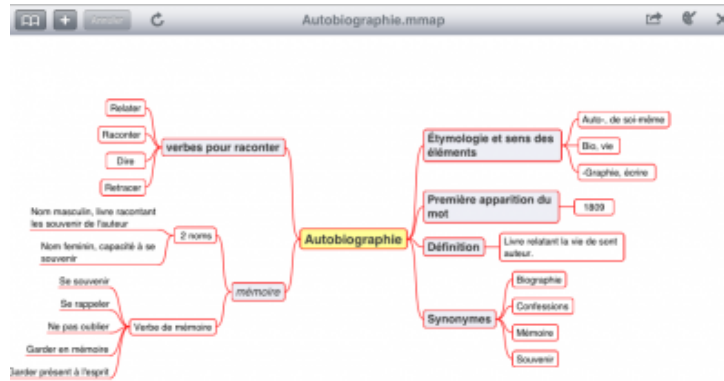 Annuler
Autobiographie.mmap
Relater
Raconter
Dire
Retracer
verbes pour raconter
Nom masculin, livre racontant
les souvenir de l'auteur
Nom feminin, capacité à se
souvenir
2 noms
mémoire
Se souvenir
Se rappeler
Ne pas oublier
Garder en mémoire
Garder présent à l'esprit
Verbe de mémoire
Autobiographie
Étymologie et sens des
éléments
Auto-, de soi-même
Bio, vie
-Graphie, écrire
Première apparition du
mot
1809
Définition
Livre relatant la vie de sont
auteur.
Synonymes
Biographie
Confessions
Mémoire
Souvenir